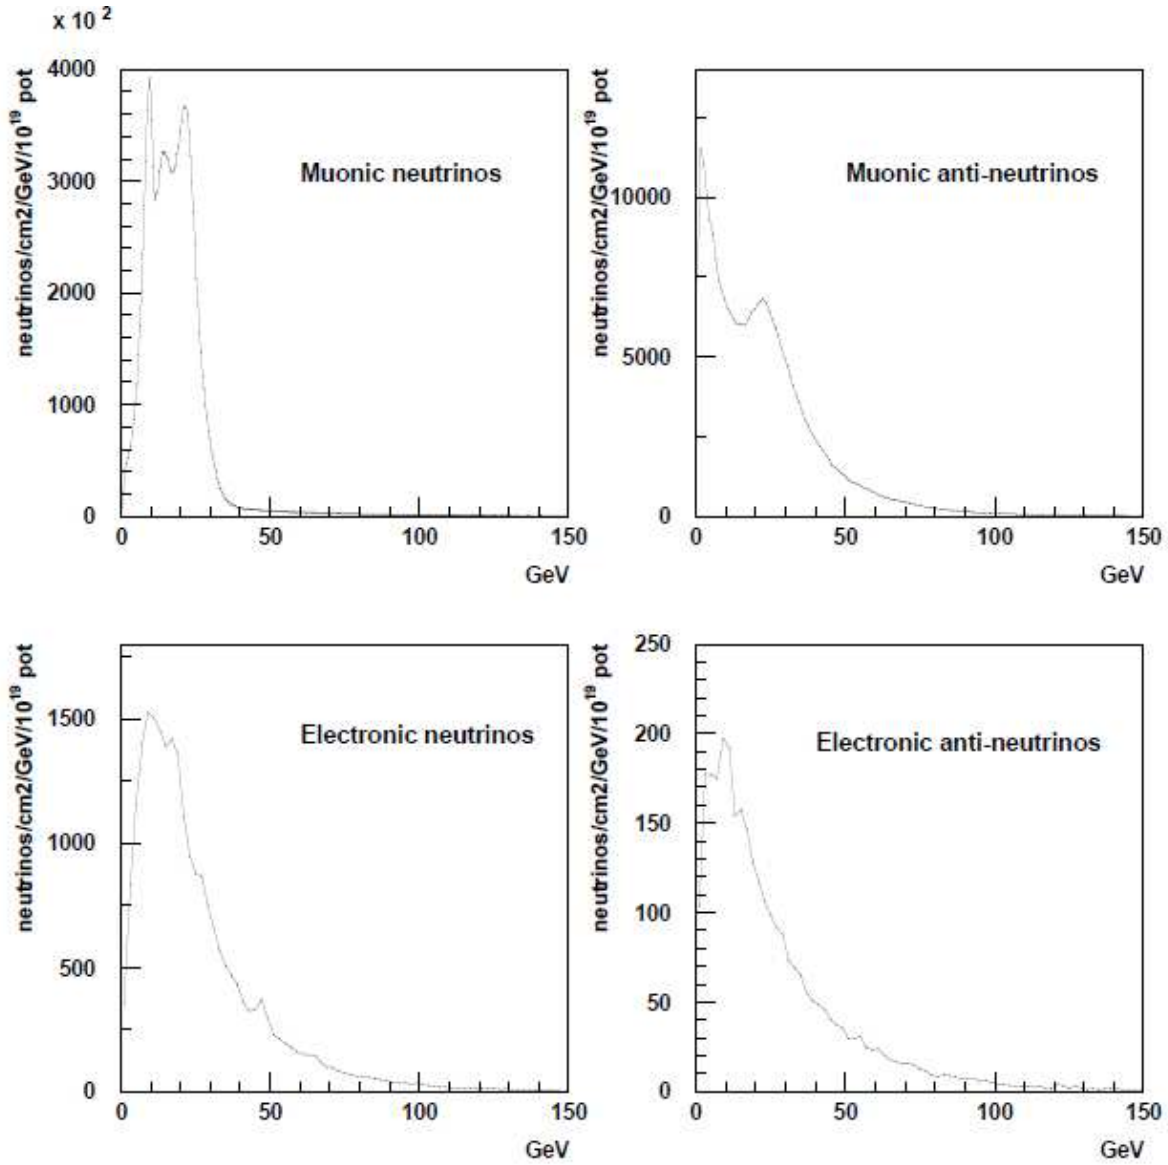 x 10 2
neutrinos/cm2/GeV/10 19 pot
4000
3000
2000
1000
0
0 50 100 150
GeV
Muonic neutrinos
neutrinos/cm2/GeV/10 19 pot
10000
5000
0
0 50 100 150
GeV
Muonic anti-neutrinos
neutrinos/cm2/GeV/10 19 pot
1500
1000
500
0
0 50 100 150
GeV
Electronic neutrinos
neutrinos/cm2/GeV/10 19 pot
250
200
150
100
50
0
0 50 100 150
GeV
Electronic anti-neutrinos